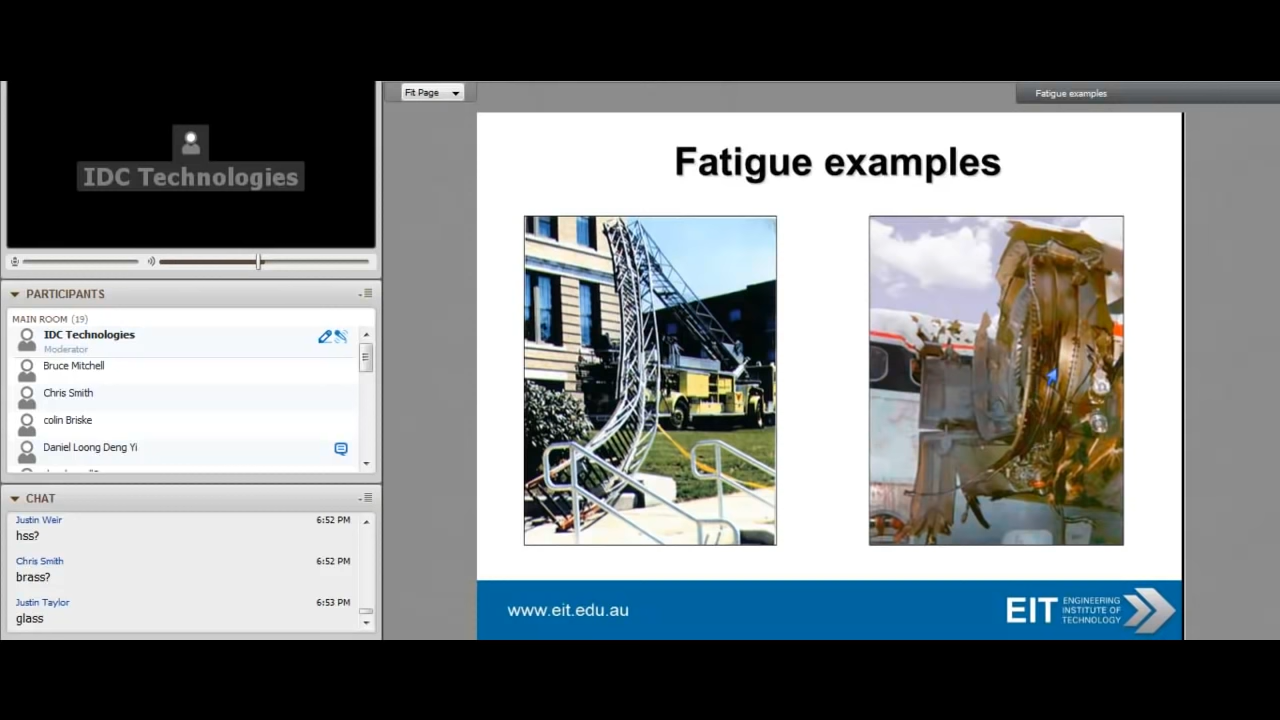 IDC Technologies
PARTICIPANTS
MAIN ROOM (19)
IDC Technologies
Moderator
Bruce Mitchell
Chris Smith
colin Briske
Daniel Loong Deng Yi
CHAT
Justin Weir 6:52 PM
hss?
Chris Smith 6:52 PM
brass?
Justin Taylor 6:53 PM
glass
Fit Page
Fatigue examples
Fatigue examples
www.eit.edu.au
EIT ENGINEERING
INSTITUTE OF
TECHNOLOGY